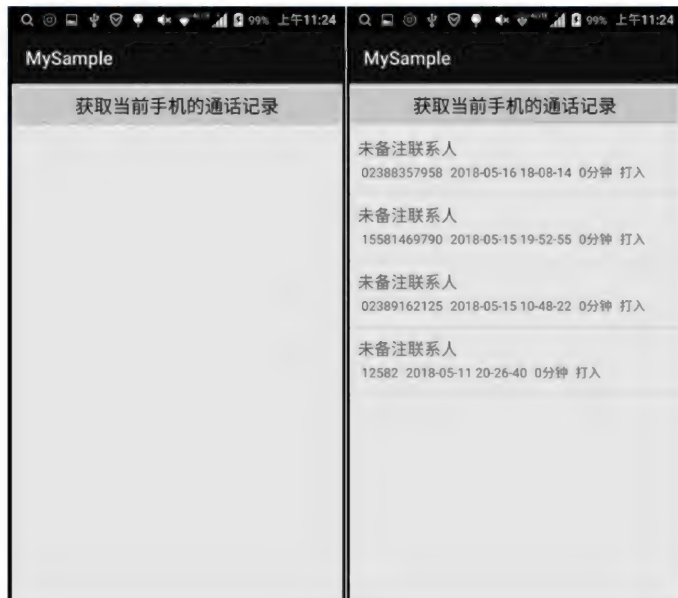 99% 上午11:24
MySample
获取当前手机的通话记录
99% 上午11:24
MySample
获取当前手机的通话记录
未备注联系人
02388357958 2018-05-16 18-08-14 0分钟 打入
未备注联系人
15581469790 2018-05-15 19-52-55 0分钟 打入
未备注联系人
02389162125 2018-05-15 10-48-22 0分钟 打入
未备注联系人
12582 2018-05-11 20-26-40 0分钟 打入